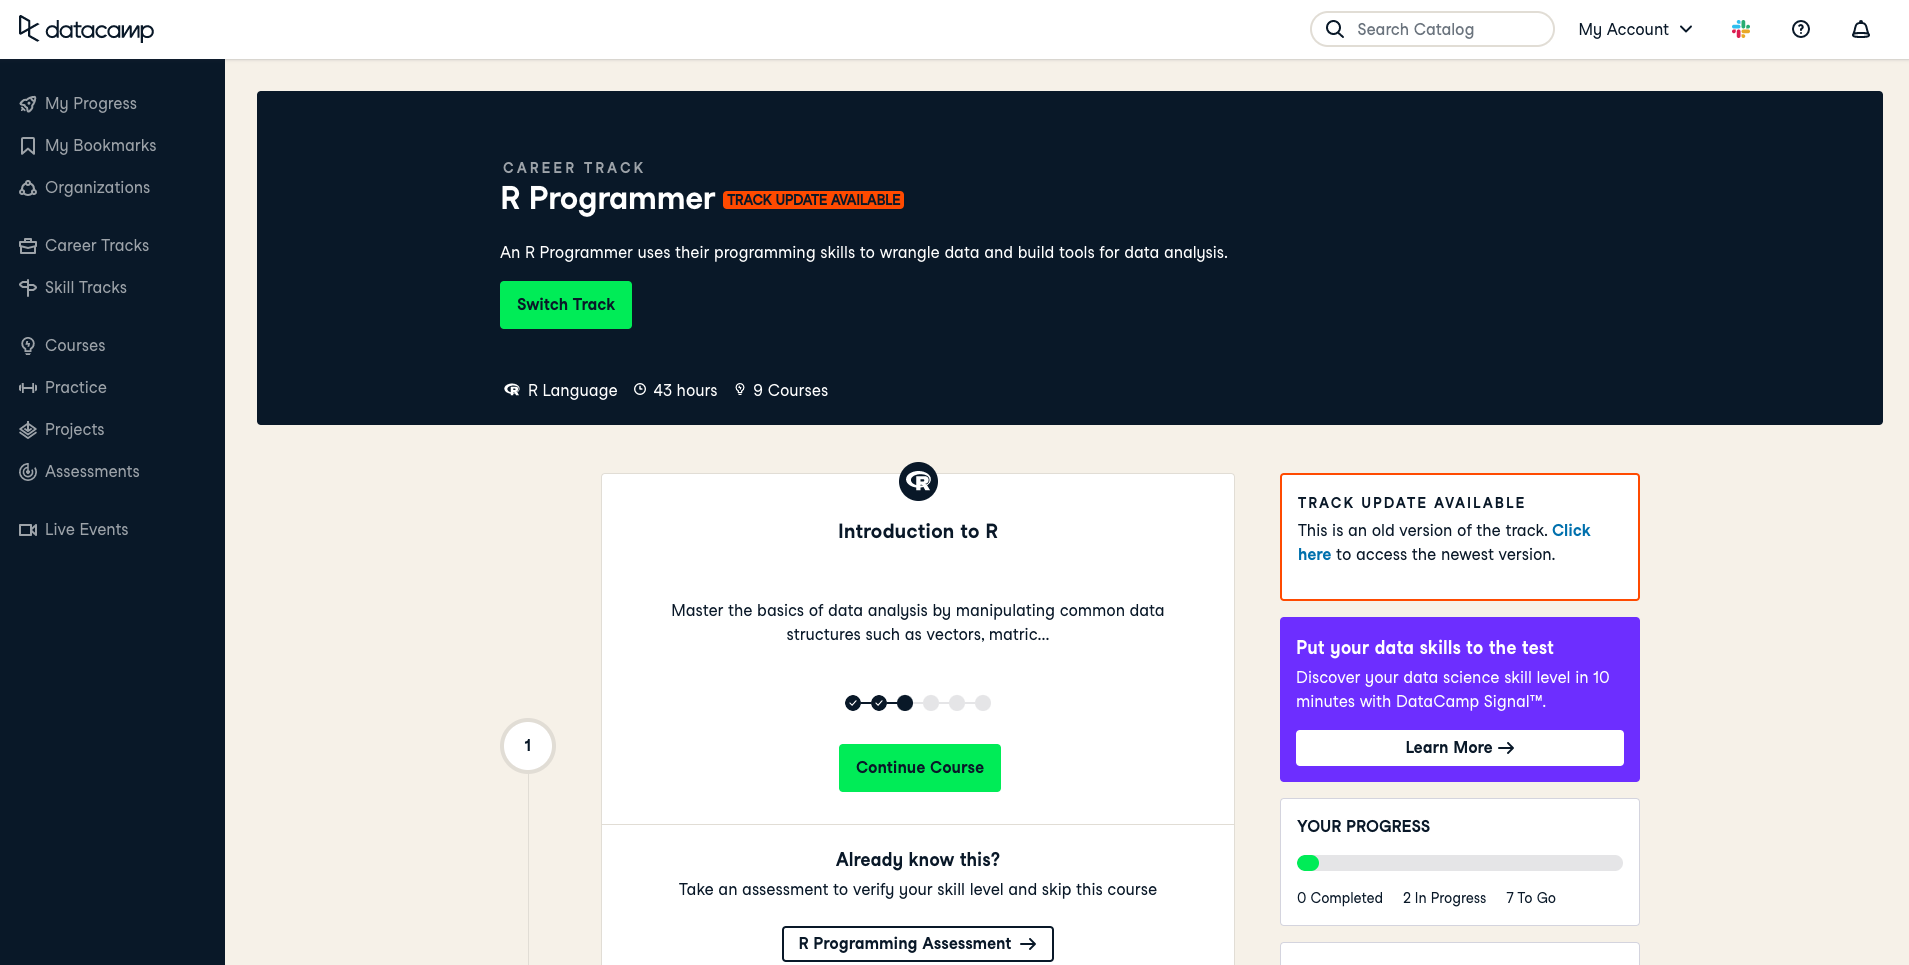 datacamp
Search Catalog
My Account
My Progress
My Bookmarks
Organizations
Career Tracks
Skill Tracks
Courses
Practice
Projects
Assessments
Live Events
CAREER TRACK
R Programmer TRACK UPDATE AVAILABLE
An R Programmer uses their programming skills to wrangle data and build tools for data analysis.
Switch Track
R Language 43 hours 9 Courses
1
Introduction to R
Master the basics of data analysis by manipulating common data
structures such as vectors, matric...
Continue Course
Already know this?
Take an assessment to verify your skill level and skip this course
R Programming Assessment →
TRACK UPDATE AVAILABLE
This is an old version of the track. Click
here to access the newest version.
Put your data skills to the test
Discover your data science skill level in 10
minutes with DataCamp Signal™.
Learn More →
YOUR PROGRESS
0 Completed 2 In Progress 7 To Go